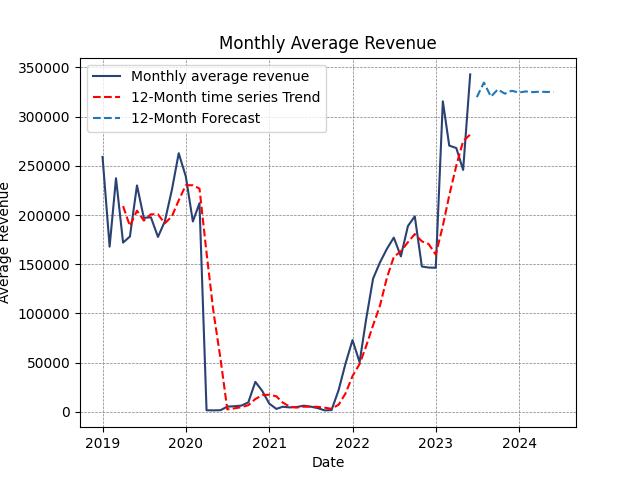 Monthly Average Revenue
Monthly average revenue
12-Month time series Trend
12-Month Forecast
350000
300000
250000
200000
150000
100000
50000
0
Average Revenue
2019 2020 2021 2022 2023 2024
Date